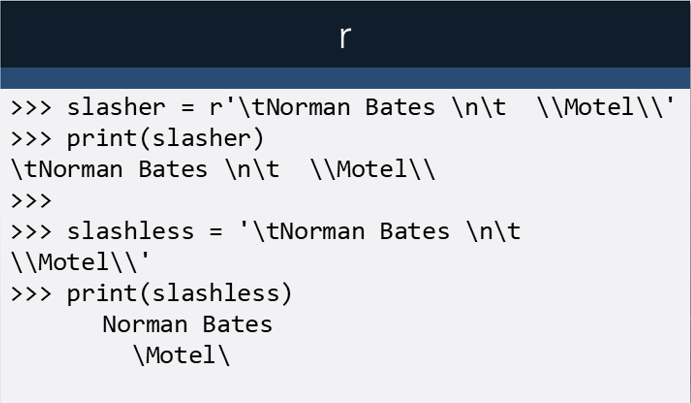 r
>>> slasher = r'\tNorman Bates \n\t  \\Motel\\'
>>> print(slasher)
\tNorman Bates \n\t  \\Motel\\
>>>
>>> slashless = '\tNorman Bates \n\t
\\Motel\\'
>>> print(slashless)
Norman Bates
\Motel\